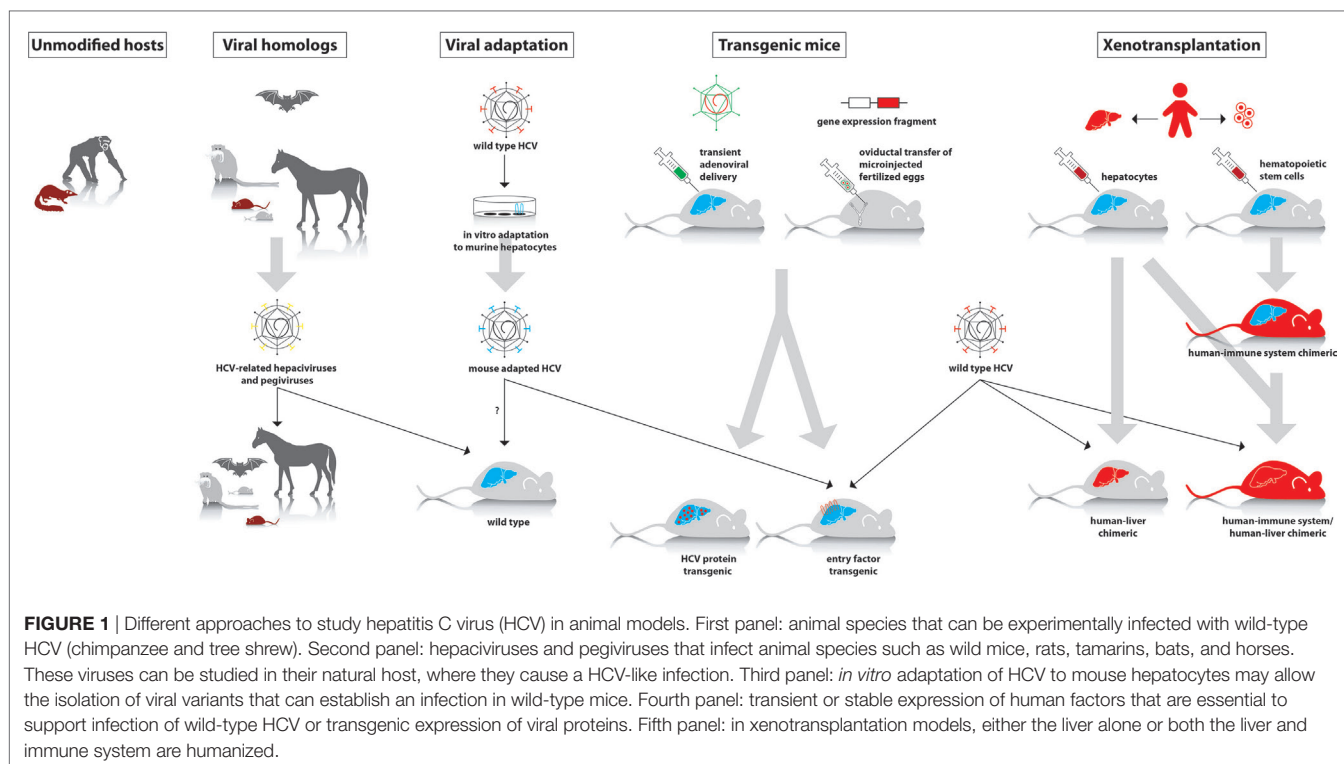 Unmodified hosts
Viral homologs
Viral adaptation
Transgenic mice
Xenotransplantation
wild type HCV
in vitro adaptation
to murine hepatocytes
HCV-related hepaciviruses
and pegiviruses
mouse adapted HCV
?
wild type
transient
adenoviral
delivery
gene expression fragment
oviductal transfer of
microinjected
fertilized eggs
HCV protein
transgenic
entry factor
transgenic
wild type HCV
hepatocytes
hematopoietic
stem cells
human-immune system chimeric
human-liver
chimeric
human-immune system/
human-liver chimeric
FIGURE 1 | Different approaches to study hepatitis C virus (HCV) in animal models. First panel: animal species that can be experimentally infected with wild-type
HCV (chimpanzee and tree shrew). Second panel: hepaciviruses and pegiviruses that infect animal species such as wild mice, rats, tamarins, bats, and horses.
These viruses can be studied in their natural host, where they cause a HCV-like infection. Third panel: in vitro adaptation of HCV to mouse hepatocytes may allow
the isolation of viral variants that can establish an infection in wild-type mice. Fourth panel: transient or stable expression of human factors that are essential to
support infection of wild-type HCV or transgenic expression of viral proteins. Fifth panel: in xenotransplantation models, either the liver alone or both the liver and
immune system are humanized.